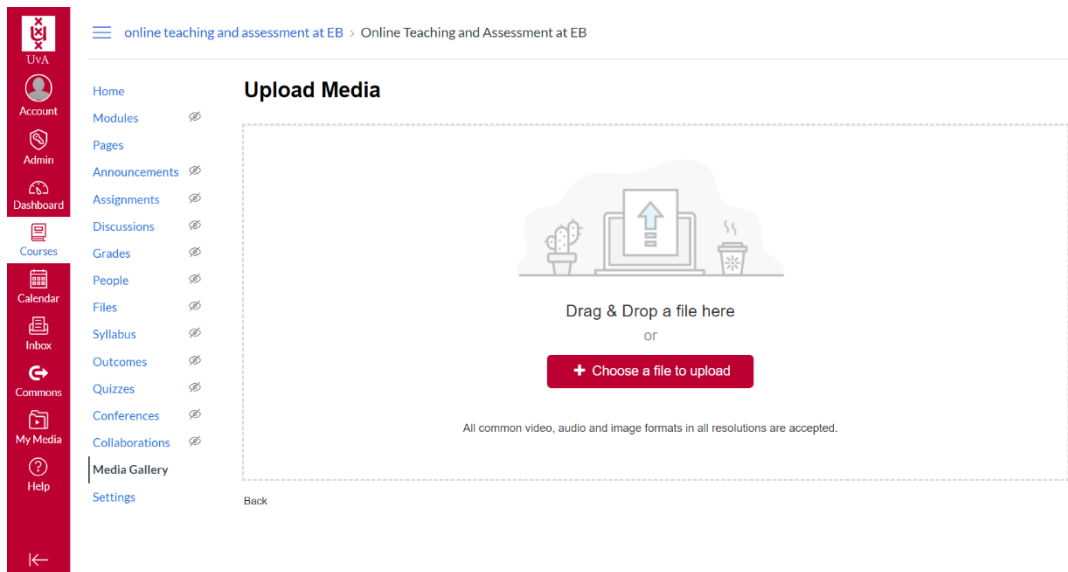 UvA
Account
Admin
Dashboard
Courses
Calendar
Inbox
Commons
My Media
Help
online teaching and assessment at EB > Online Teaching and Assessment at EB
Home
Modules
Pages
Announcements
Assignments
Discussions
Grades
People
Files
Syllabus
Outcomes
Quizzes
Conferences
Collaborations
Media Gallery
Settings
Upload Media
Drag & Drop a file here
or
+ Choose a file to upload
All common video, audio and image formats in all resolutions are accepted.
Back